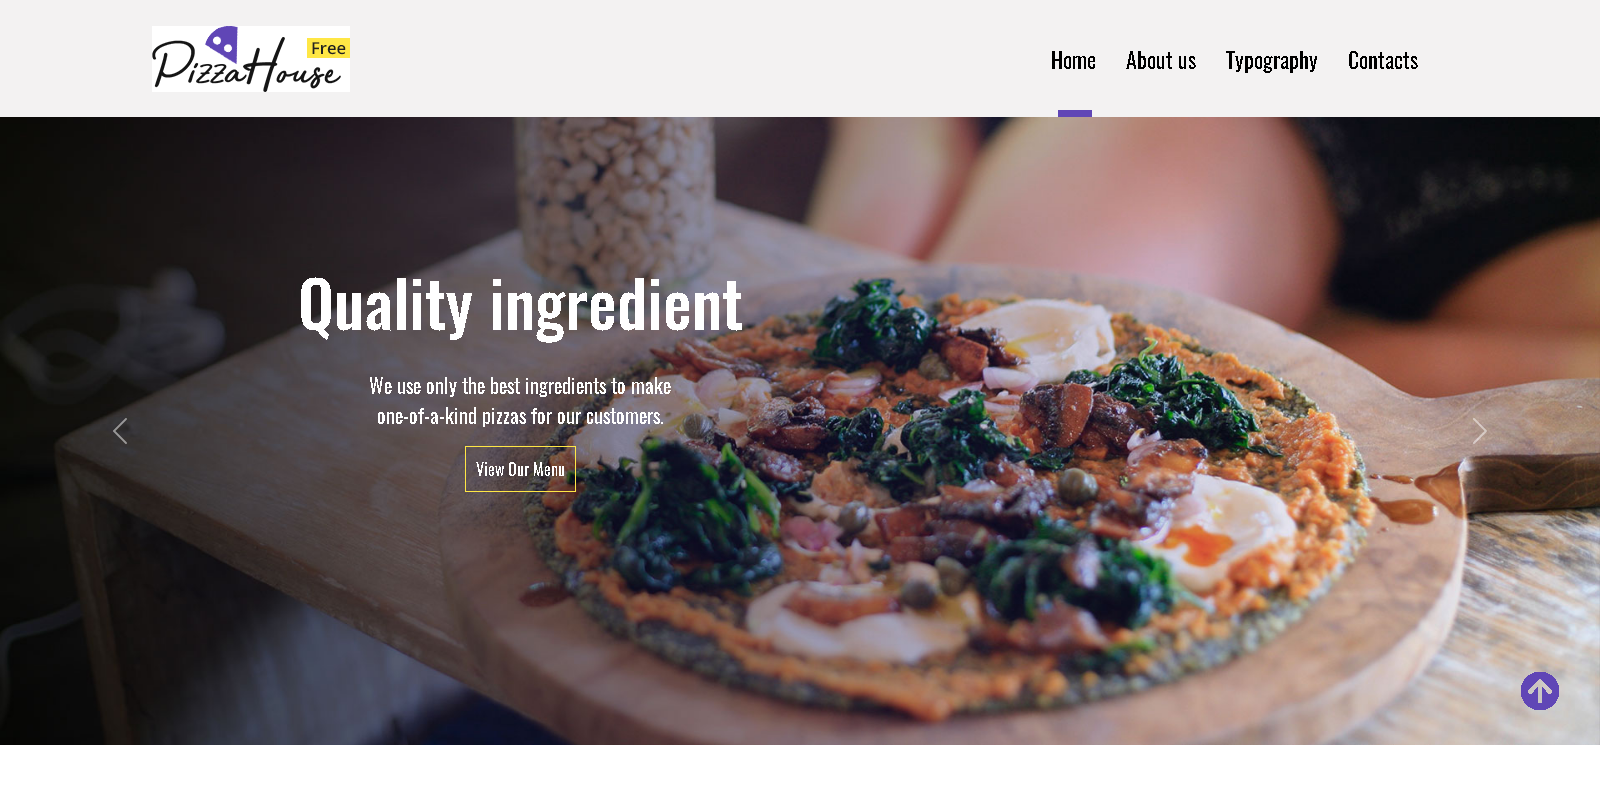 PizzaHouse Free
Home About us Typography Contacts
Quality ingredient
We use only the best ingredients to make
one-of-a-kind pizzas for our customers.
View Our Menu